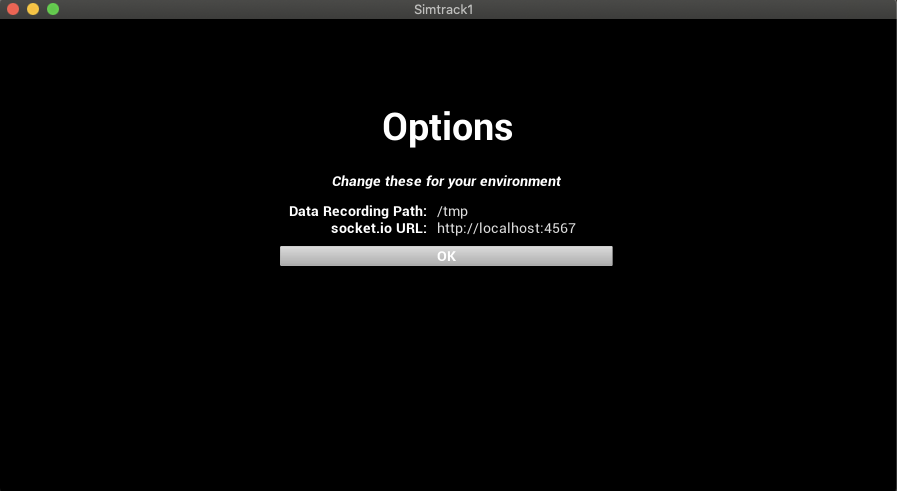 Simtrack1
Options
Change these for your environment
Data Recording Path: /tmp
socket.io URL: http://localhost:4567
OK